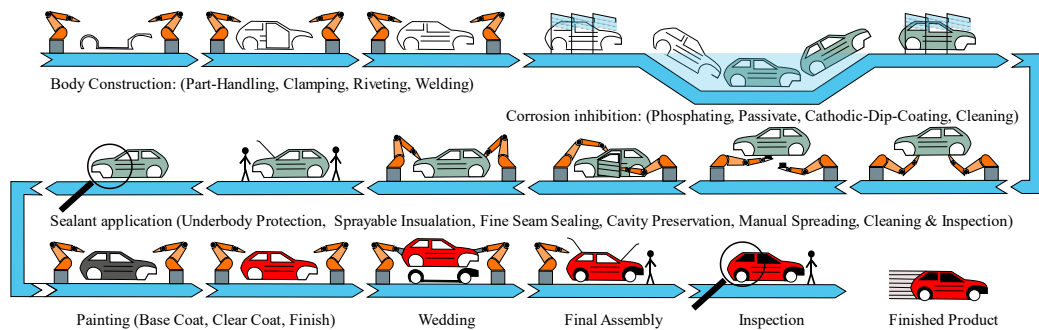 Body Construction: (Part-Handling, Clamping, Riveting, Welding)
Corrosion inhibition: (Phosphating, Passivate, Cathodic-Dip-Coating, Cleaning)
Sealant application (Underbody Protection, Sprayable Insualation, Fine Seam Sealing, Cavity Preservation, Manual Spreading, Cleaning & Inspection)
Painting (Base Coat, Clear Coat, Finish)
Wedding
Final Assembly
Inspection
Finished Product